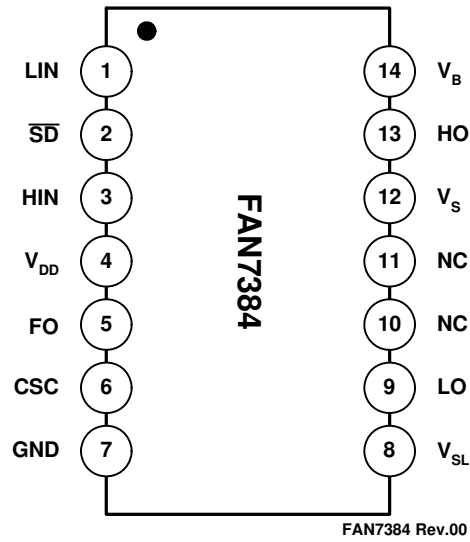 LIN 1 14 V_B
S̅D̅ 2 13 HO
HIN 3 12 V_S
V_DD 4 11 NC
FO 5 10 NC
CSC 6 9 LO
GND 7 8 V_SL
FAN7384
FAN7384 Rev.00